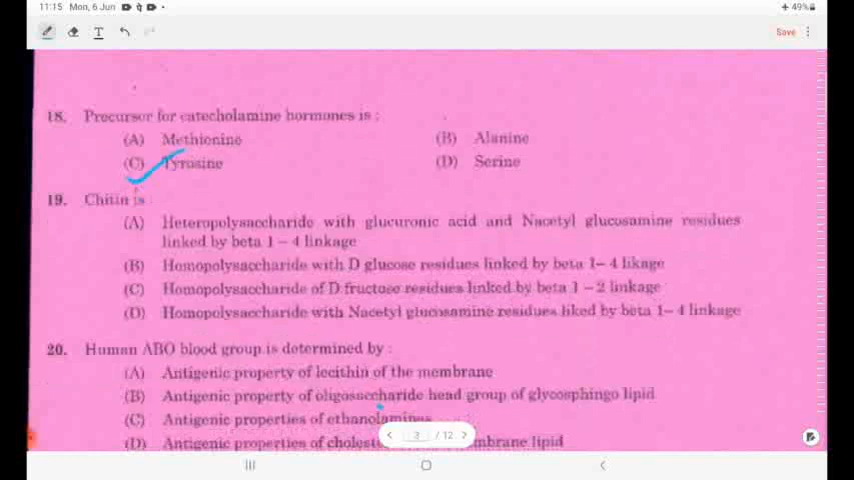 11:15 Mon, 6 Jun
49%
T
Save
18. Precursor for catecholamine hormones is :
(A) Methionine (B) Alanine
(C) Tyrosine (D) Serine
19. Chitin is
(A) Heteropolysaccharide with glucuronic acid and Nacetyl glucosamine residues
linked by beta 1 – 4 linkage
(B) Homopolysaccharide with D glucose residues linked by beta 1– 4 likage
(C) Homopolysaccharide of D fructose residues linked by beta 1 – 2 linkage
(D) Homopolysaccharide with Nacetyl glucosamine residues liked by beta 1– 4 linkage
20. Human ABO blood group is determined by :
(A) Antigenic property of lecithin of the membrane
(B) Antigenic property of oligosaccharide head group of glycosphingo lipid
(C) Antigenic properties of ethanolamines
(D) Antigenic properties of lipid
3 / 12